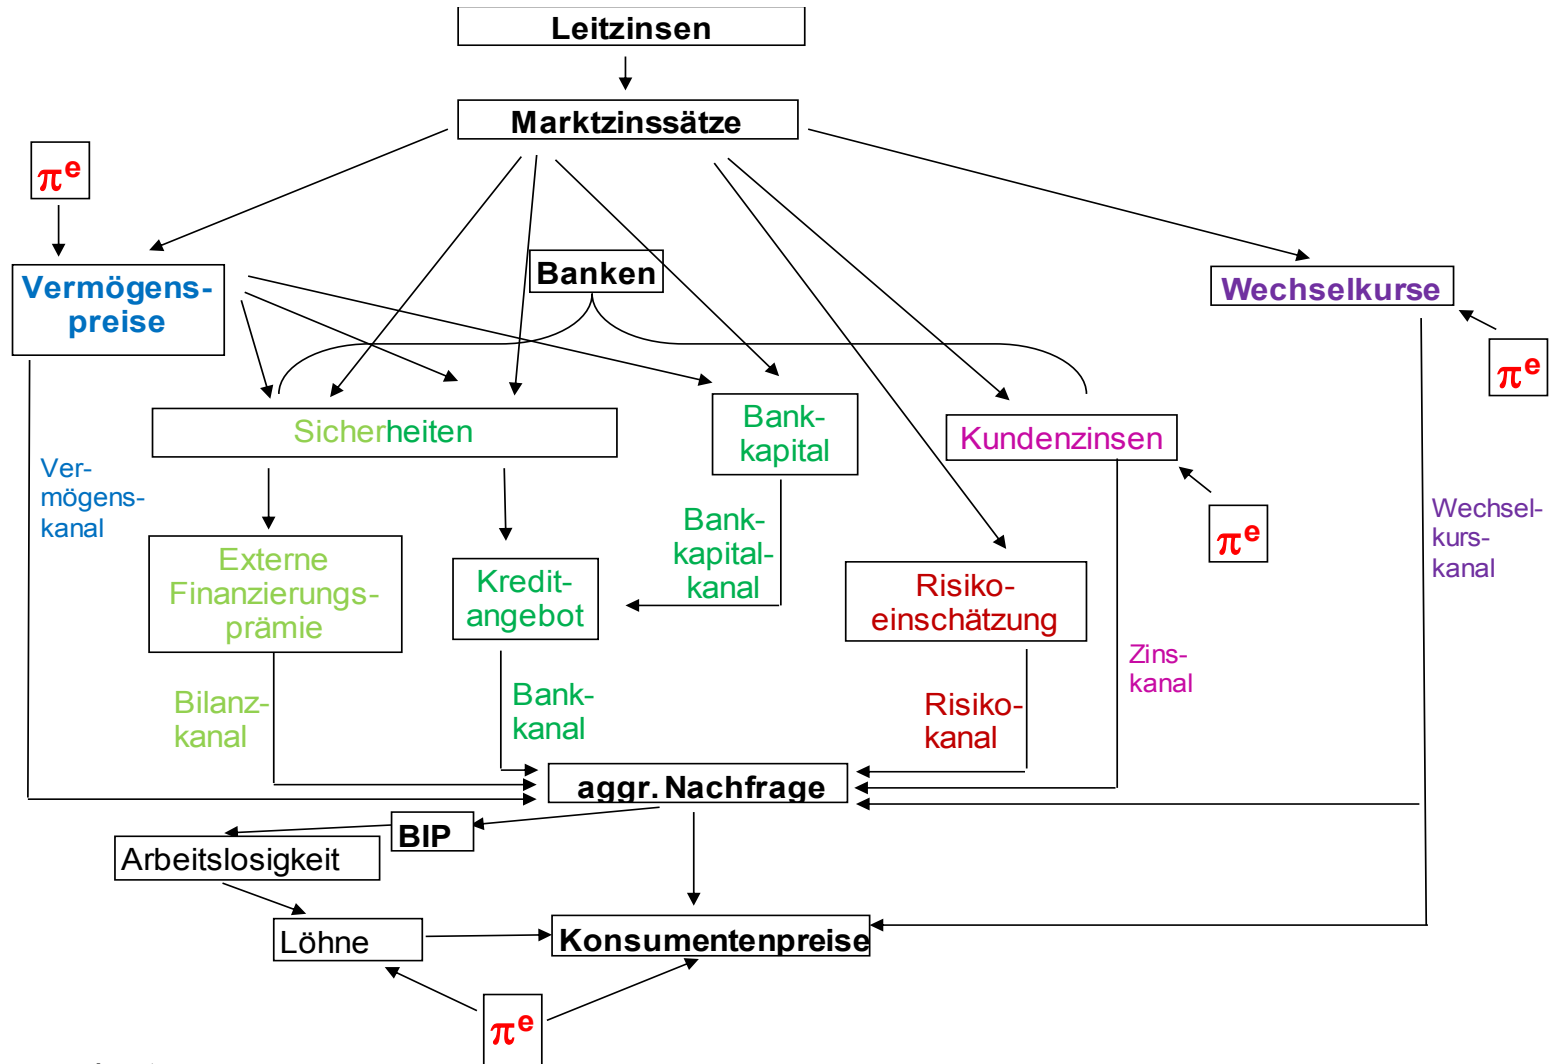 Leitzinsen
Marktzinssätze
πe
Banken
Vermögens-
preise
Wechselkurse
πe
Sicherheiten
Bank-
kapital
Kundenzinsen
Ver-
mögens-
kanal
πe
Wechsel-
kurs-
kanal
Bank-
kapital-
kanal
Externe
Finanzierungs-
prämie
Kredit-
angebot
Risiko-
einschätzung
Zins-
kanal
Bilanz-
kanal
Bank-
kanal
Risiko-
kanal
aggr. Nachfrage
BIP
Arbeitslosigkeit
Löhne
Konsumentenpreise
πe